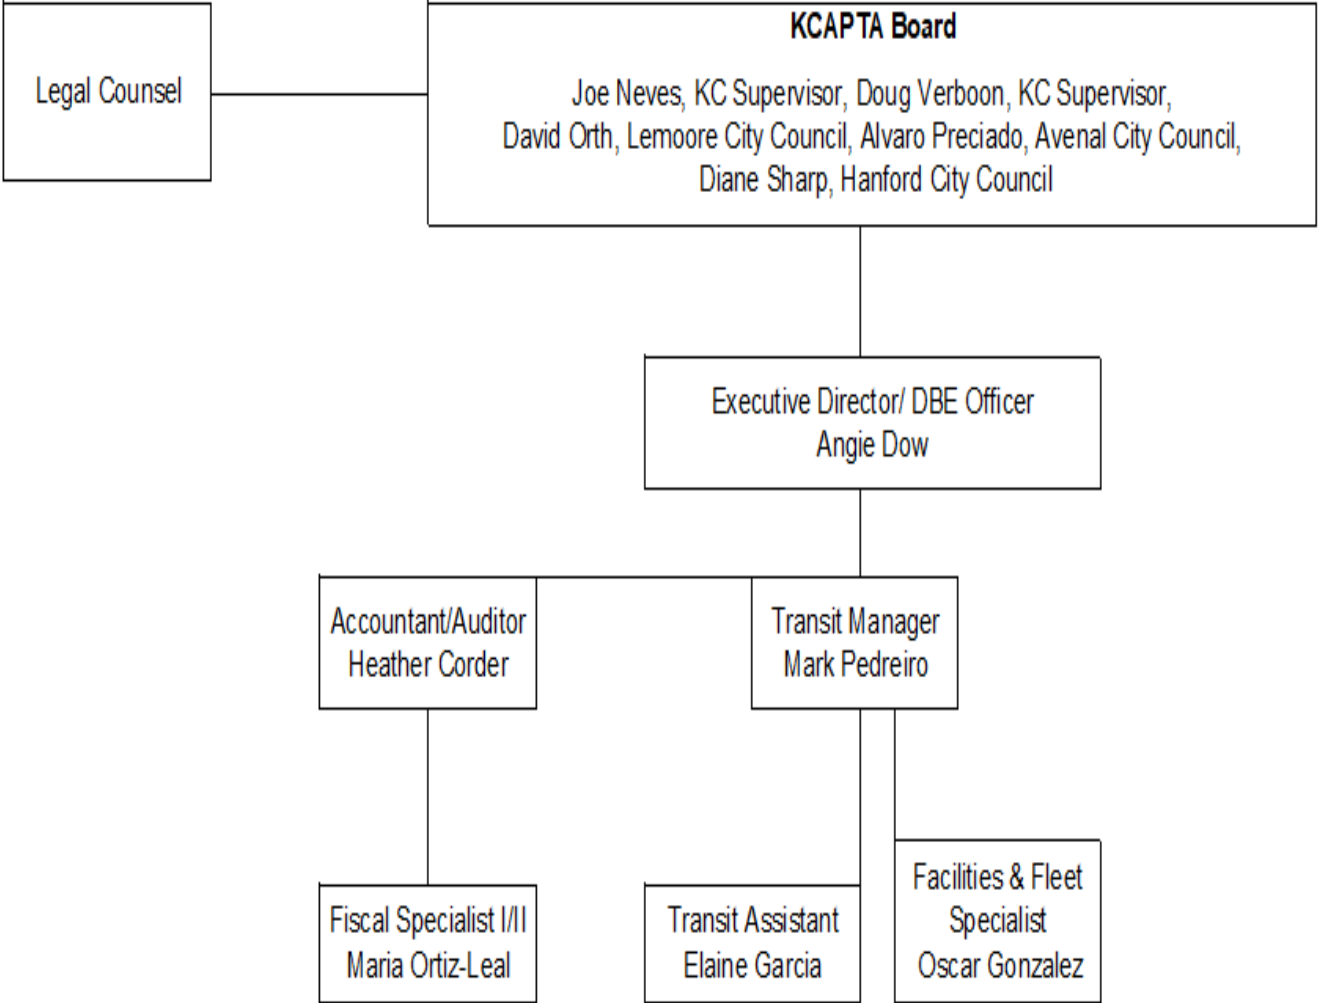 Legal Counsel
KCAPTA Board
Joe Neves, KC Supervisor, Doug Verboon, KC Supervisor,
David Orth, Lemoore City Council, Alvaro Preciado, Avenal City Council,
Diane Sharp, Hanford City Council
Executive Director/ DBE Officer
Angie Dow
Accountant/Auditor
Heather Corder
Transit Manager
Mark Pedreiro
Fiscal Specialist I/II
Maria Ortiz-Leal
Transit Assistant
Elaine Garcia
Facilities & Fleet
Specialist
Oscar Gonzalez